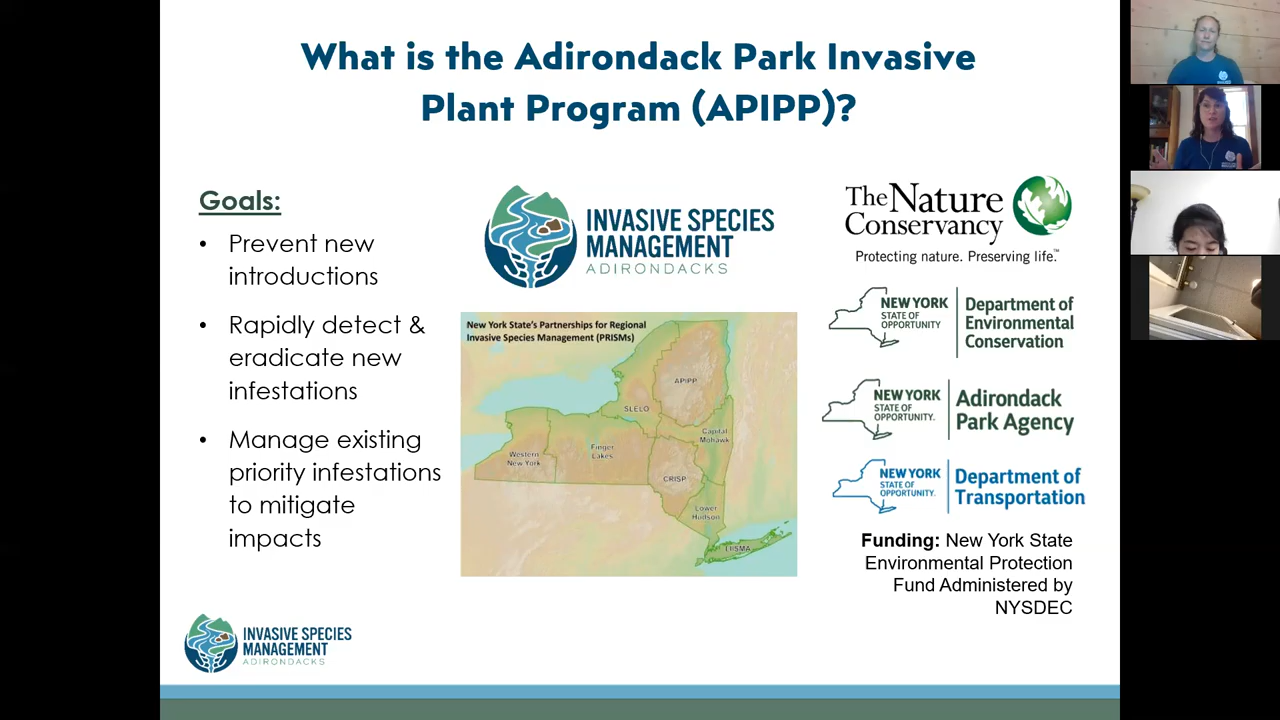 What is the Adirondack Park Invasive
Plant Program (APIPP)?
Goals:
• Prevent new
introductions
• Rapidly detect &
eradicate new
infestations
• Manage existing
priority infestations
to mitigate
impacts
INVASIVE SPECIES
MANAGEMENT
ADIRONDACKS
New York State's Partnerships for Regional
Invasive Species Management (PRISMs)
APIPP
SLELO
Capital
Mohawk
Western
New York
Finger
Lakes
CRISP
Lower
Hudson
LIISMA
The Nature
Conservancy
Protecting nature. Preserving life.™
NEW YORK
STATE OF
OPPORTUNITY
Department of
Environmental
Conservation
NEW YORK
STATE OF
OPPORTUNITY.
Adirondack
Park Agency
NEW YORK
STATE OF
OPPORTUNITY.
Department of
Transportation
Funding: New York State
Environmental Protection
Fund Administered by
NYSDEC
INVASIVE SPECIES
MANAGEMENT
ADIRONDACKS